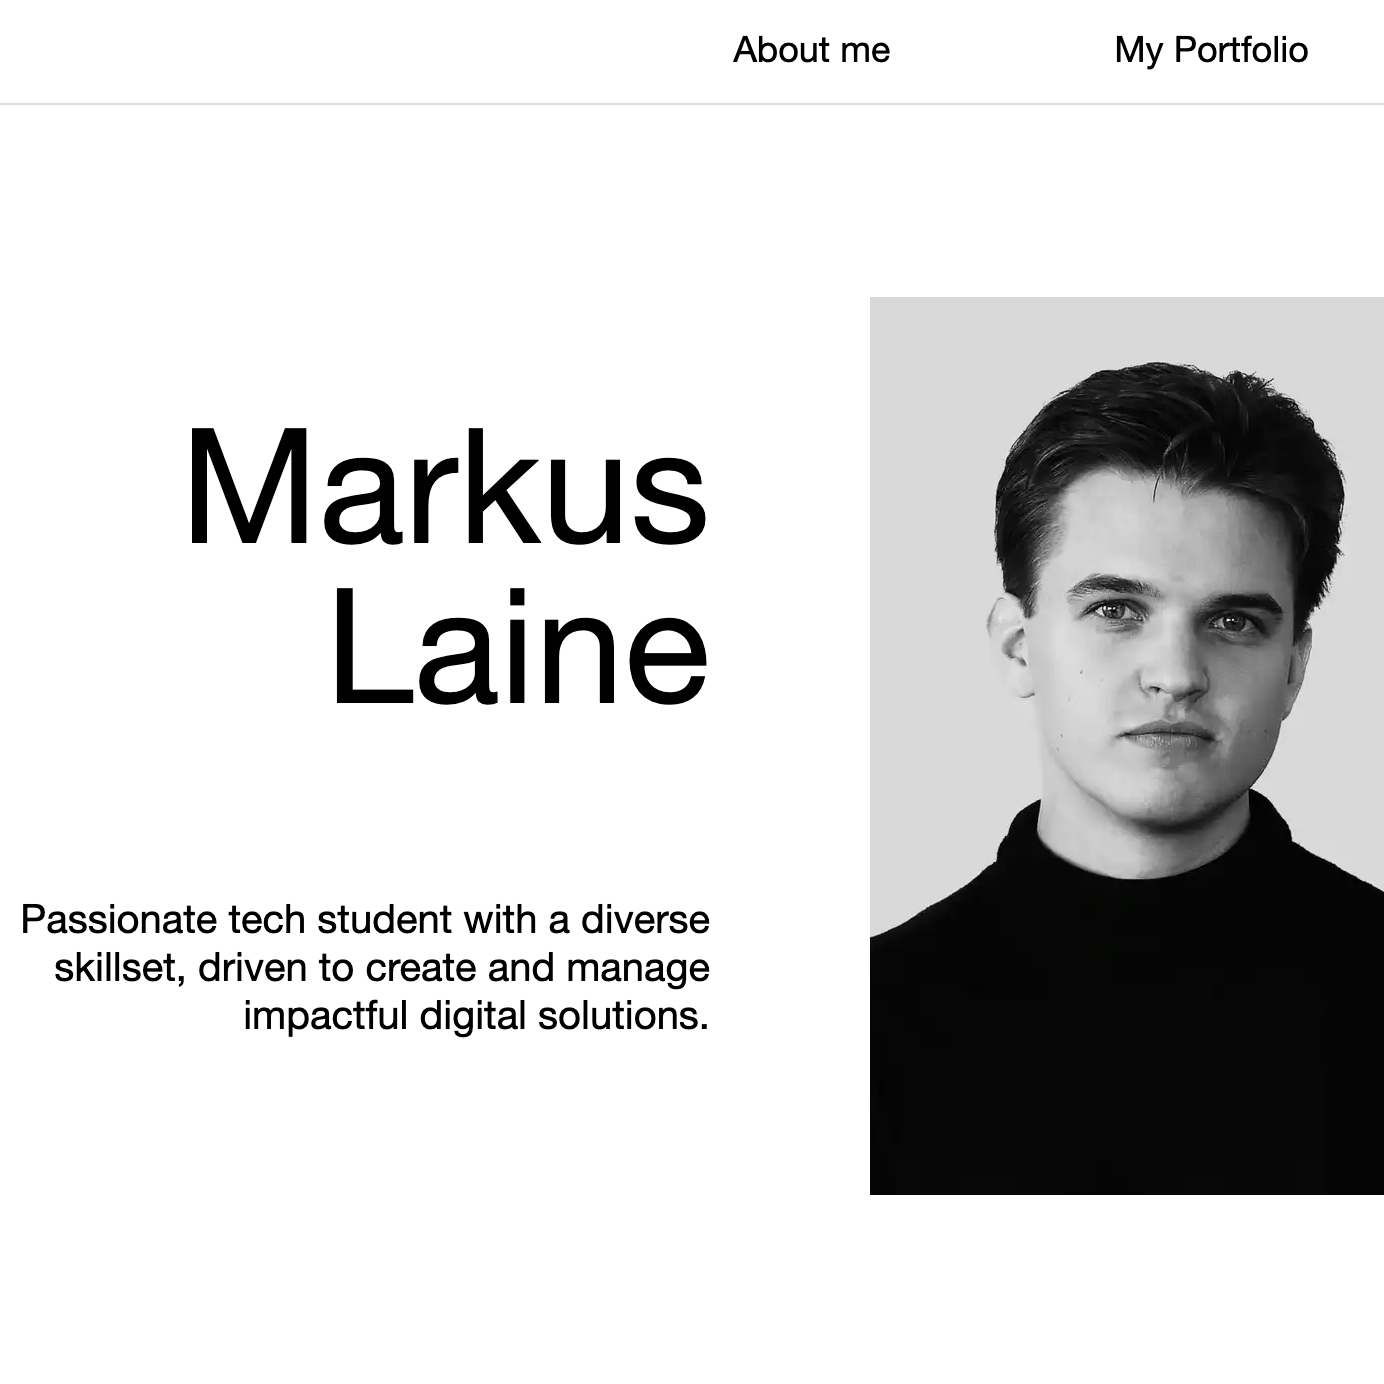 About me
My Portfolio
Markus
Laine
Passionate tech student with a diverse
skillset, driven to create and manage
impactful digital solutions.